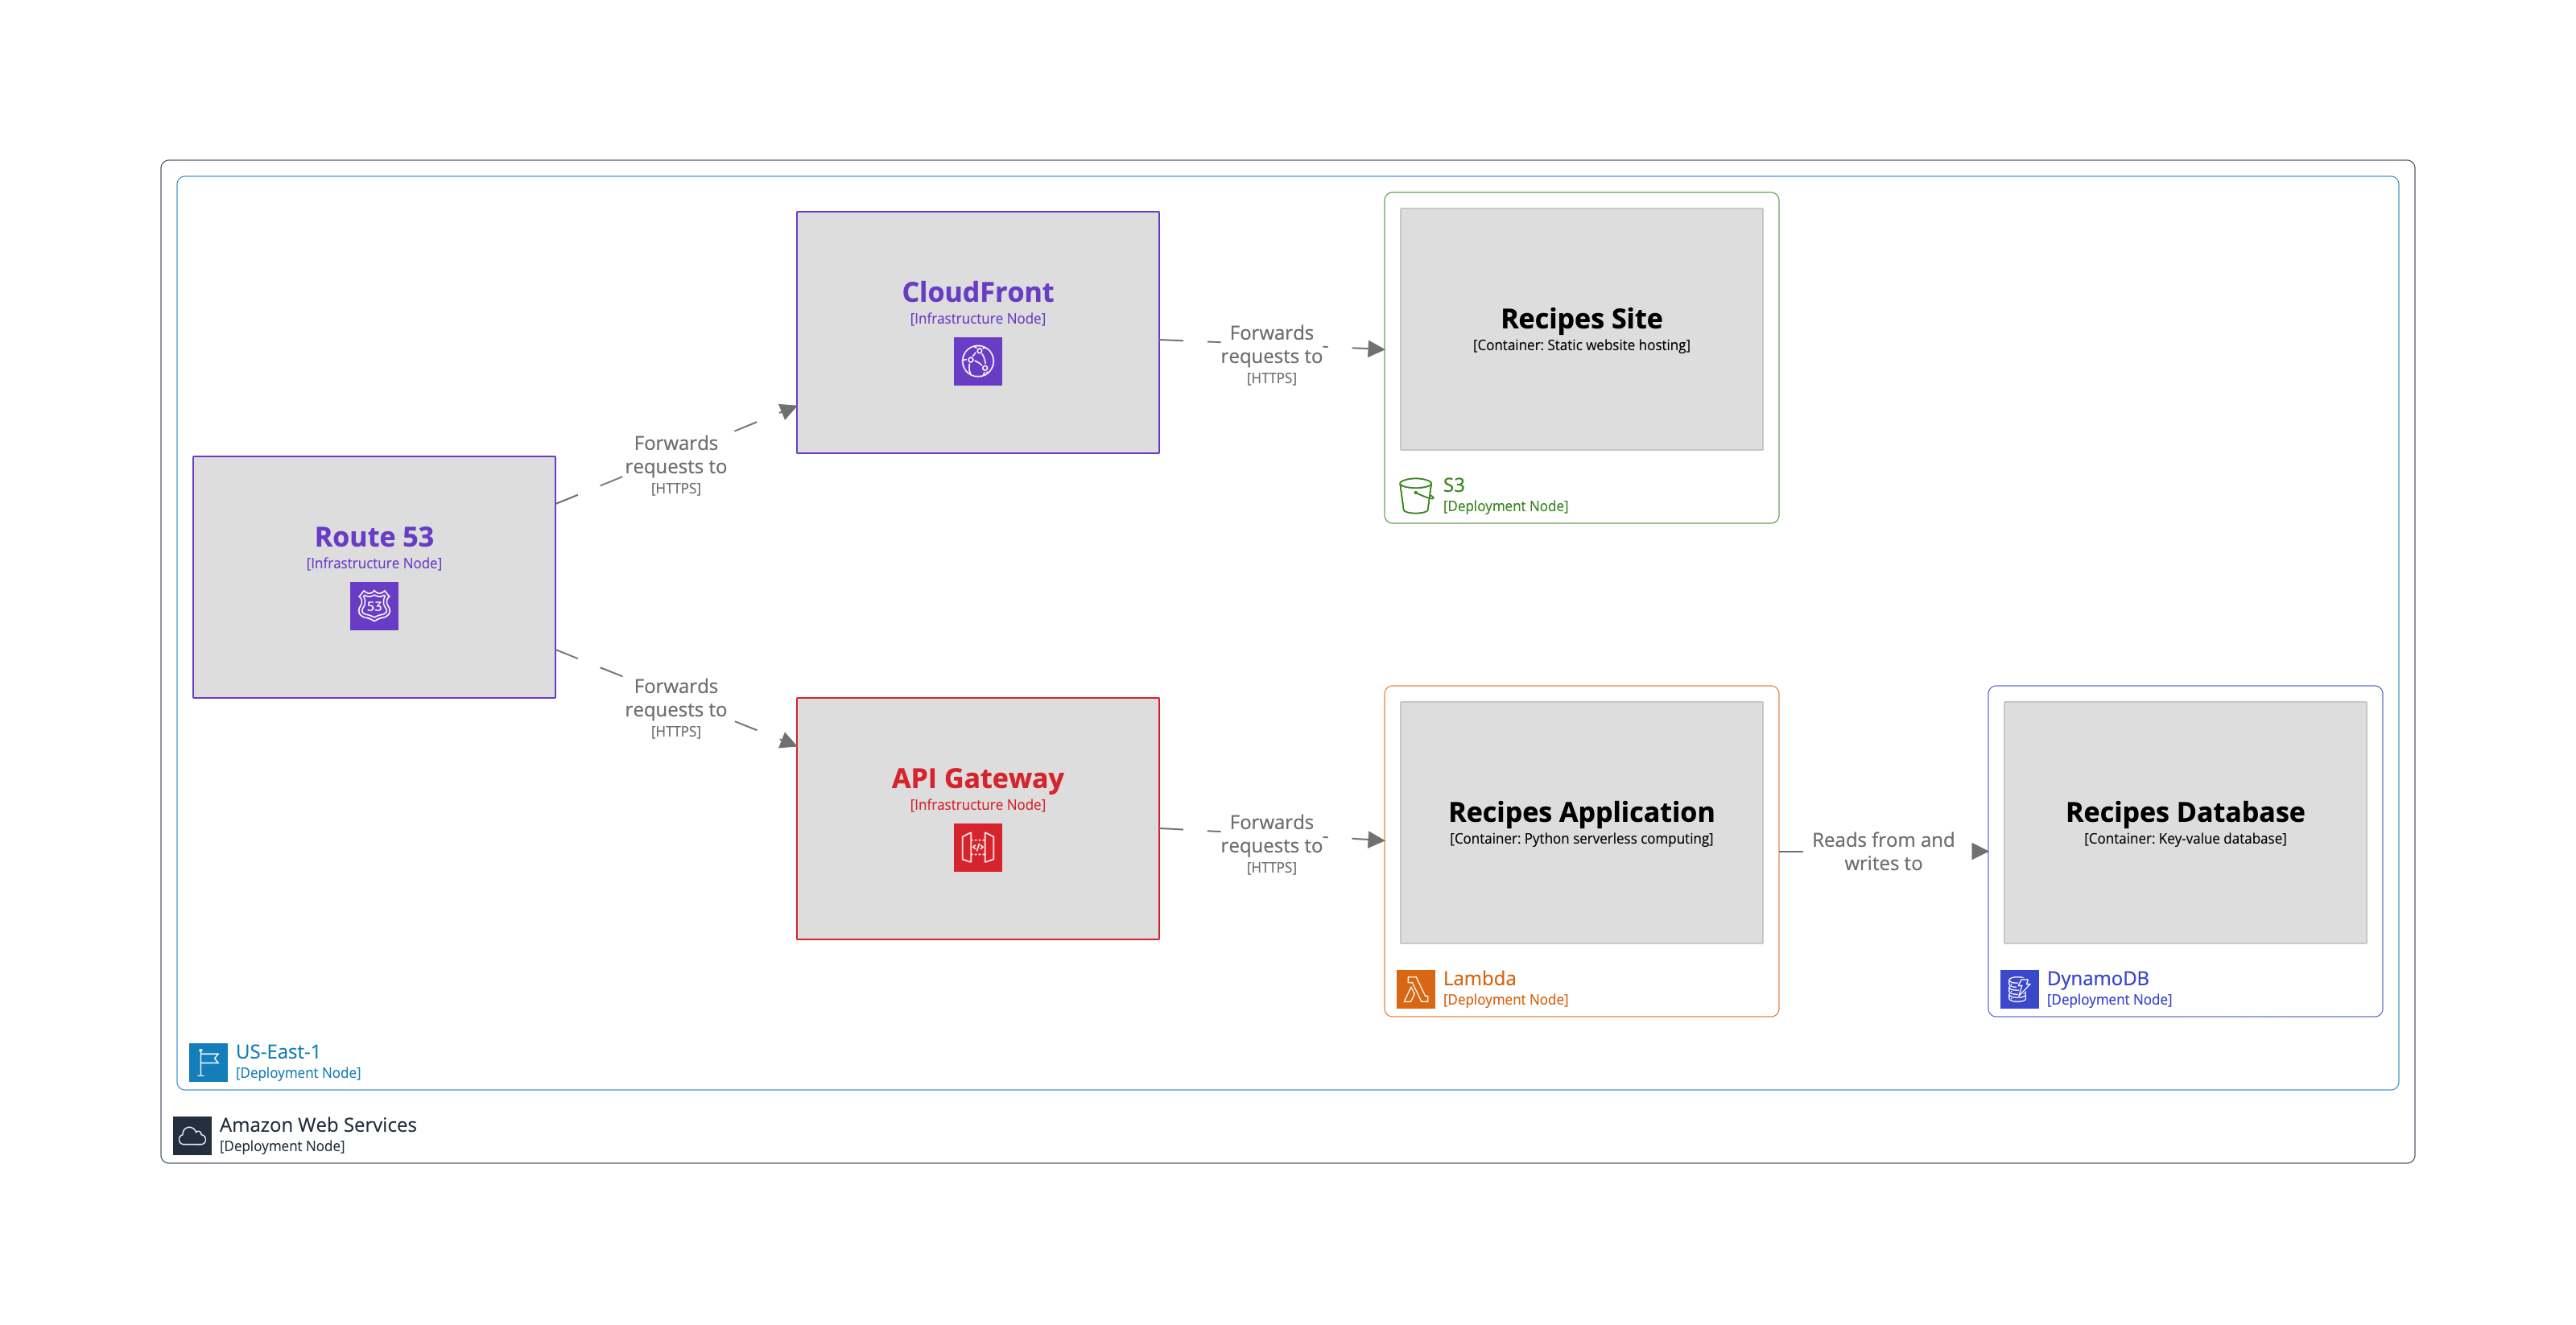 CloudFront
[Infrastructure Node]
Forwards
requests to
[HTTPS]
Recipes Site
[Container: Static website hosting]
S3
[Deployment Node]
Forwards
requests to
[HTTPS]
Route 53
[Infrastructure Node]
53
Forwards
requests to
[HTTPS]
API Gateway
[Infrastructure Node]
</>
Forwards
requests to
[HTTPS]
Recipes Application
[Container: Python serverless computing]
Lambda
[Deployment Node]
Reads from and
writes to
Recipes Database
[Container: Key-value database]
DynamoDB
[Deployment Node]
US-East-1
[Deployment Node]
Amazon Web Services
[Deployment Node]